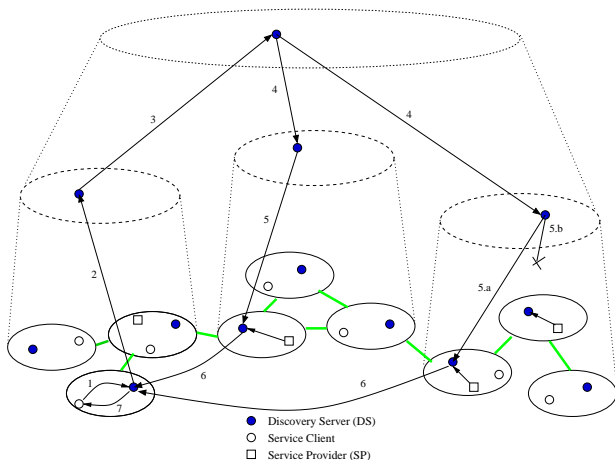 4
3
4
5
5.b
2
5.a
6
6
1
7
Discovery Server (DS)
Service Client
Service Provider (SP)